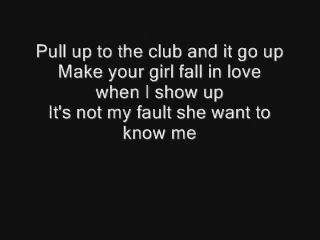 Pull up to the club and it go up
Make your girl fall in love
when I show up
It's not my fault she want to
know me